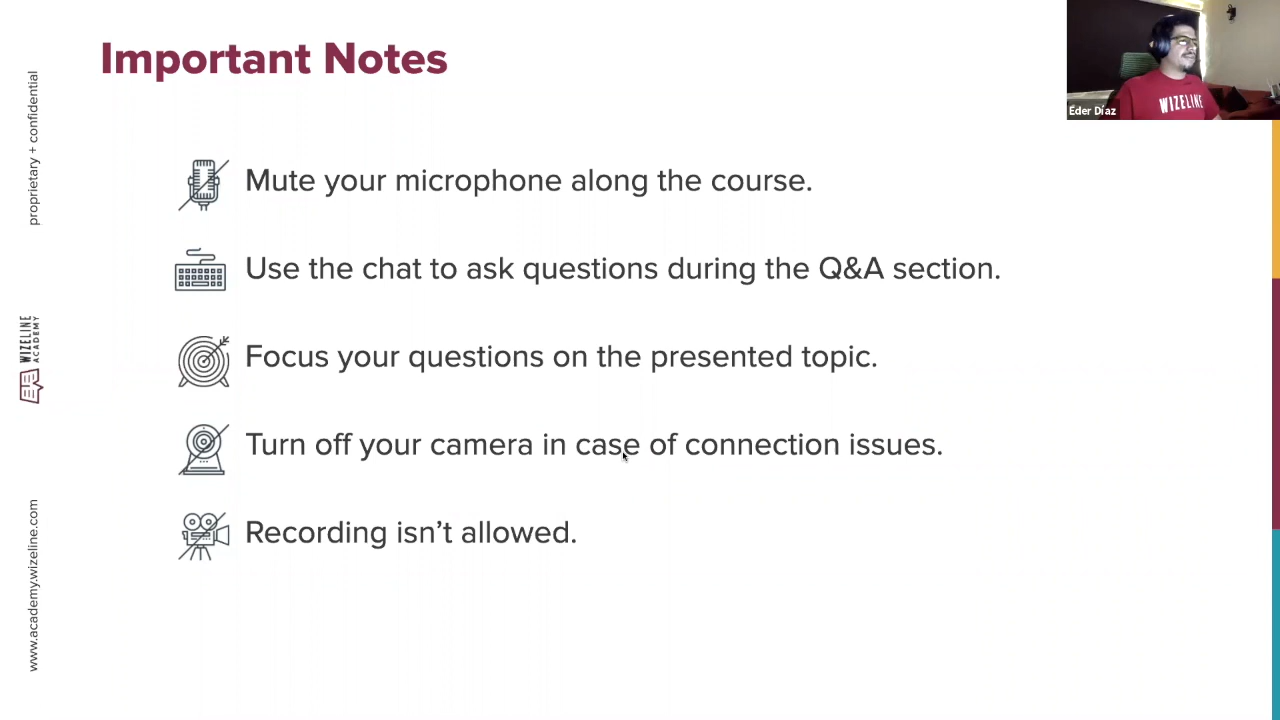 Important Notes
Mute your microphone along the course.
Use the chat to ask questions during the Q&A section.
Focus your questions on the presented topic.
Turn off your camera in case of connection issues.
Recording isn’t allowed.
proprietary + confidential
WIZELINE
ACADEMY
www.academy.wizeline.com
WIZELINE
Eder Díaz